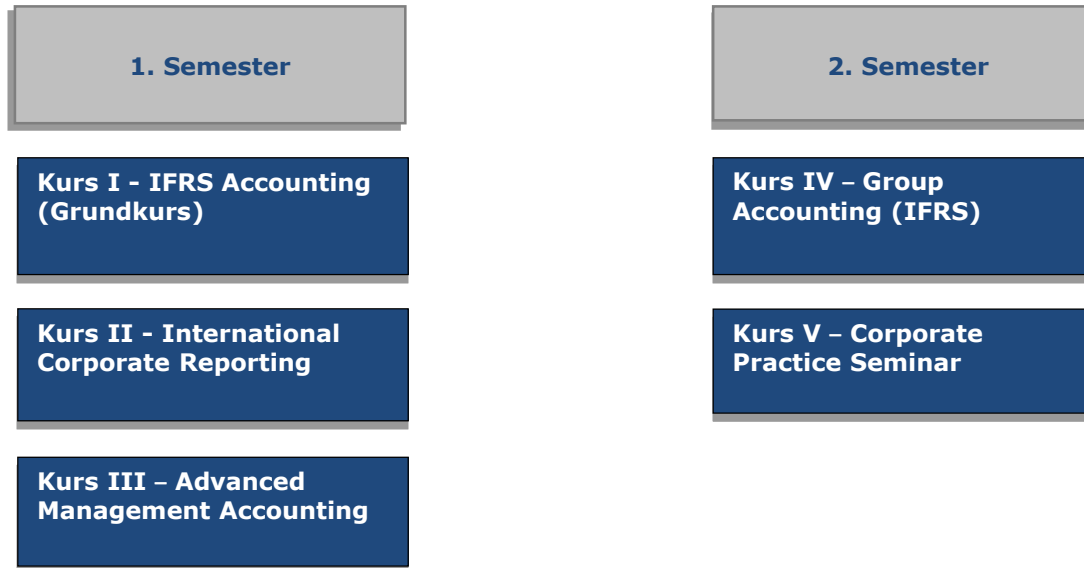 1. Semester
Kurs I - IFRS Accounting
(Grundkurs)
Kurs II - International
Corporate Reporting
Kurs III – Advanced
Management Accounting
2. Semester
Kurs IV – Group
Accounting (IFRS)
Kurs V – Corporate
Practice Seminar